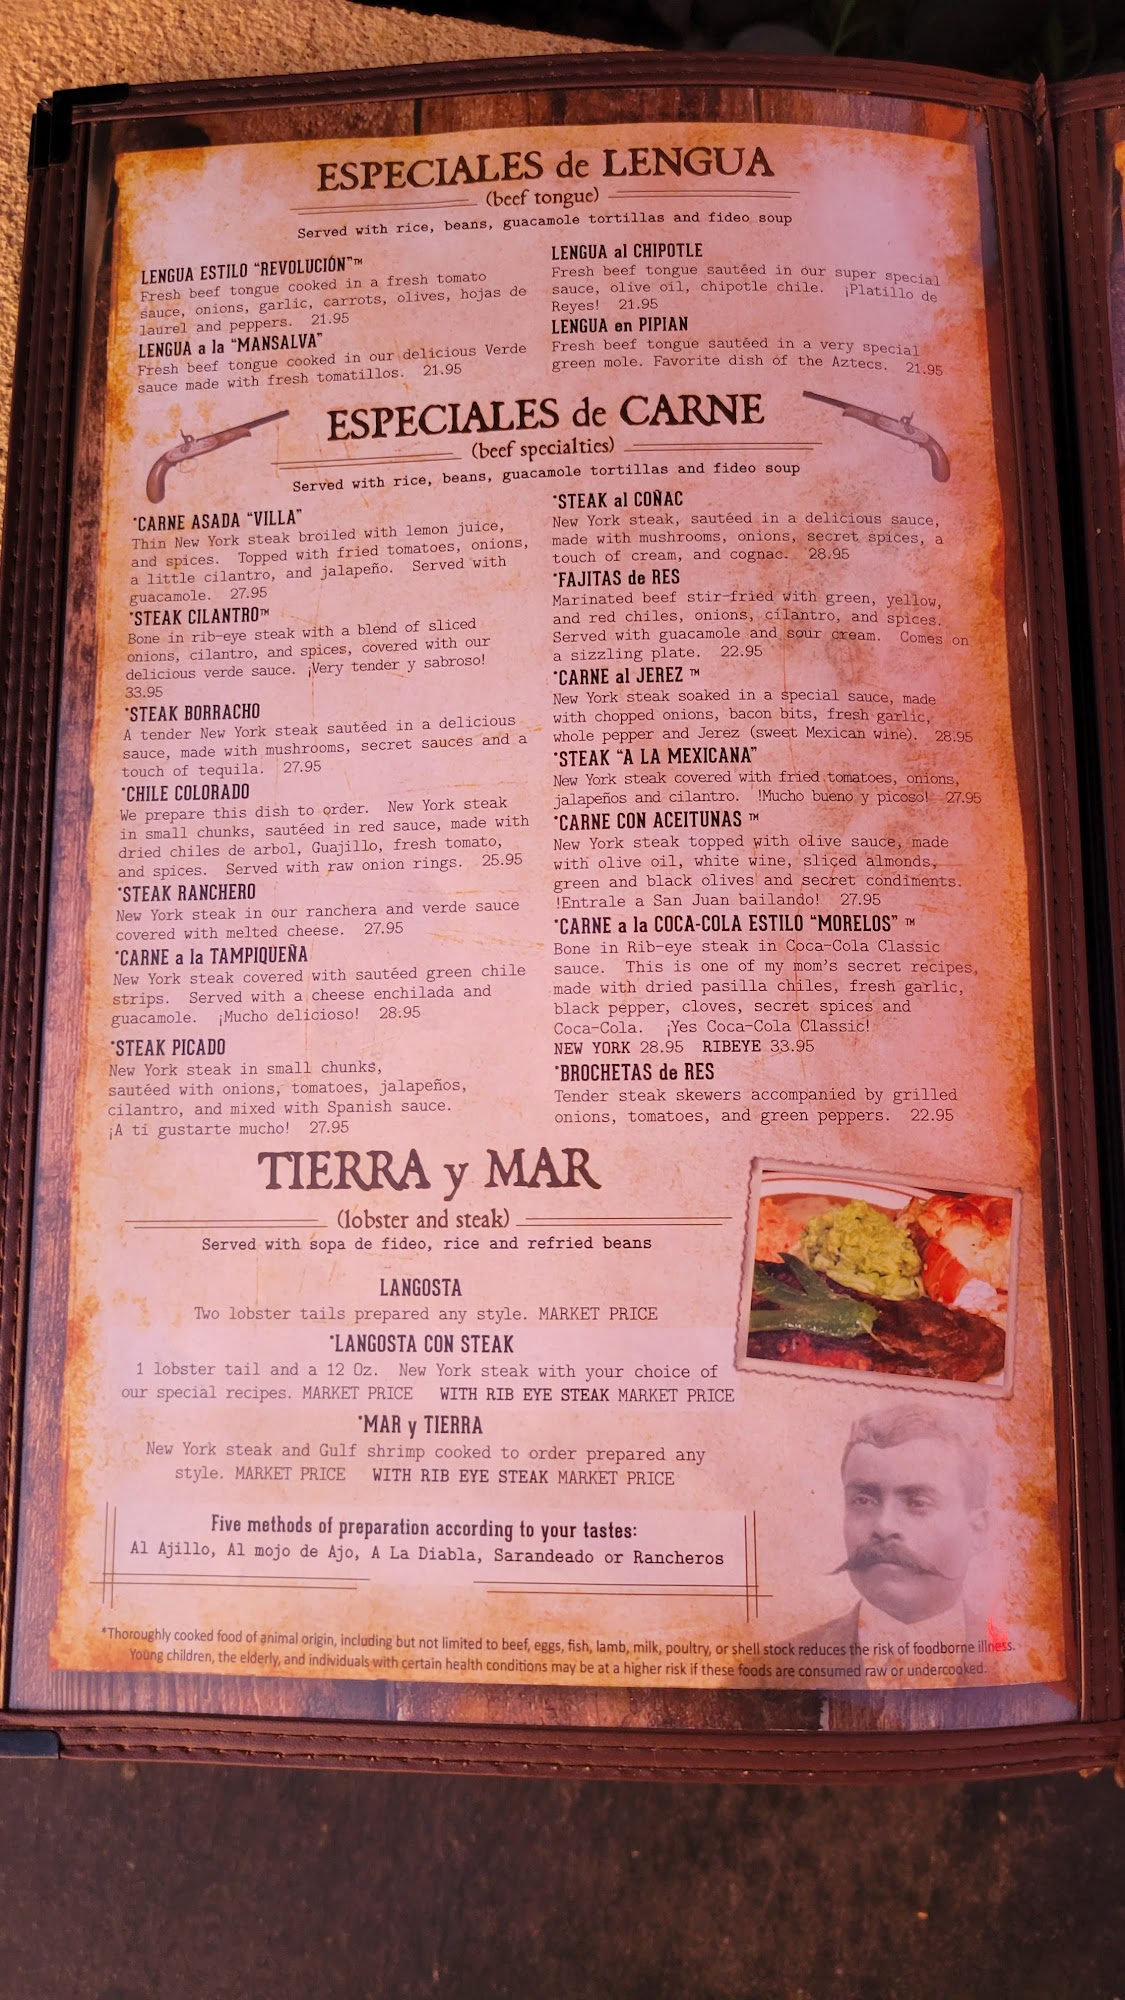 ESPECIALES de LENGUA
(beef tongue)
Served with rice, beans, guacamole tortillas and fideo soup
LENGUA ESTILO “REVOLUCIÓN”™
Fresh beef tongue cooked in a fresh tomato
sauce, onions, garlic, carrots, olives, hojas de
laurel and peppers. 21.95
LENGUA a la “MANSALVA”
Fresh beef tongue cooked in our delicious Verde
sauce made with fresh tomatillos. 21.95
LENGUA al CHIPOTLE
Fresh beef tongue sautéed in our super special
sauce, olive oil, chipotle chile. ¡Platillo de
Reyes! 21.95
LENGUA en PIPIAN
Fresh beef tongue sautéed in a very special
green mole. Favorite dish of the Aztecs. 21.95
ESPECIALES de CARNE
(beef specialties)
Served with rice, beans, guacamole tortillas and fideo soup
*CARNE ASADA “VILLA”
Thin New York steak broiled with lemon juice,
and spices. Topped with fried tomatoes, onions,
a little cilantro, and jalapeño. Served with
guacamole. 27.95
*STEAK CILANTRO™
Bone in rib-eye steak with a blend of sliced
onions, cilantro, and spices, covered with our
delicious verde sauce. ¡Very tender y sabroso!
33.95
*STEAK BORRACHO
A tender New York steak sautéed in a delicious
sauce, made with mushrooms, secret sauces and a
touch of tequila. 27.95
*CHILE COLORADO
We prepare this dish to order. New York steak
in small chunks, sautéed in red sauce, made with
dried chiles de arbol, Guajillo, fresh tomato,
and spices. Served with raw onion rings. 25.95
*STEAK RANCHERO
New York steak in our ranchera and verde sauce
covered with melted cheese. 27.95
*CARNE a la TAMPIQUEÑA
New York steak covered with sautéed green chile
strips. Served with a cheese enchilada and
guacamole. ¡Mucho delicioso! 28.95
*STEAK PICADO
New York steak in small chunks,
sautéed with onions, tomatoes, jalapeños,
cilantro, and mixed with Spanish sauce.
¡A ti gustarte mucho! 27.95
*STEAK al COÑAC
New York steak, sautéed in a delicious sauce,
made with mushrooms, onions, secret spices, a
touch of cream, and cognac. 28.95
*FAJITAS de RES
Marinated beef stir-fried with green, yellow,
and red chiles, onions, cilantro, and spices.
Served with guacamole and sour cream. Comes on
a sizzling plate. 22.95
*CARNE al JEREZ ™
New York steak soaked in a special sauce, made
with chopped onions, bacon bits, fresh garlic,
whole pepper and Jerez (sweet Mexican wine). 28.95
*STEAK “A LA MEXICANA”
New York steak covered with fried tomatoes, onions,
jalapeños and cilantro. !Mucho bueno y picoso! 27.95
*CARNE CON ACEITUNAS ™
New York steak topped with olive sauce, made
with olive oil, white wine, sliced almonds,
green and black olives and secret condiments.
!Entrale a San Juan bailando! 27.95
*CARNE a la COCA-COLA ESTILO “MORELOS” ™
Bone in Rib-eye steak in Coca-Cola Classic
sauce. This is one of my mom’s secret recipes,
made with dried pasilla chiles, fresh garlic,
black pepper, cloves, secret spices and
Coca-Cola. ¡Yes Coca-Cola Classic!
NEW YORK 28.95 RIBEYE 33.95
*BROCHETAS de RES
Tender steak skewers accompanied by grilled
onions, tomatoes, and green peppers. 22.95
TIERRA y MAR
(lobster and steak)
Served with sopa de fideo, rice and refried beans
LANGOSTA
Two lobster tails prepared any style. MARKET PRICE
*LANGOSTA CON STEAK
1 lobster tail and a 12 Oz. New York steak with your choice of
our special recipes. MARKET PRICE WITH RIB EYE STEAK MARKET PRICE
*MAR y TIERRA
New York steak and Gulf shrimp cooked to order prepared any
style. MARKET PRICE WITH RIB EYE STEAK MARKET PRICE
Five methods of preparation according to your tastes:
Al Ajillo, Al mojo de Ajo, A La Diabla, Sarandeado or Rancheros
*Thoroughly cooked food of animal origin, including but not limited to beef, eggs, fish, lamb, milk, poultry, or shell stock reduces the risk of foodborne illness.
Young children, the elderly, and individuals with certain health conditions may be at a higher risk if these foods are consumed raw or undercooked.